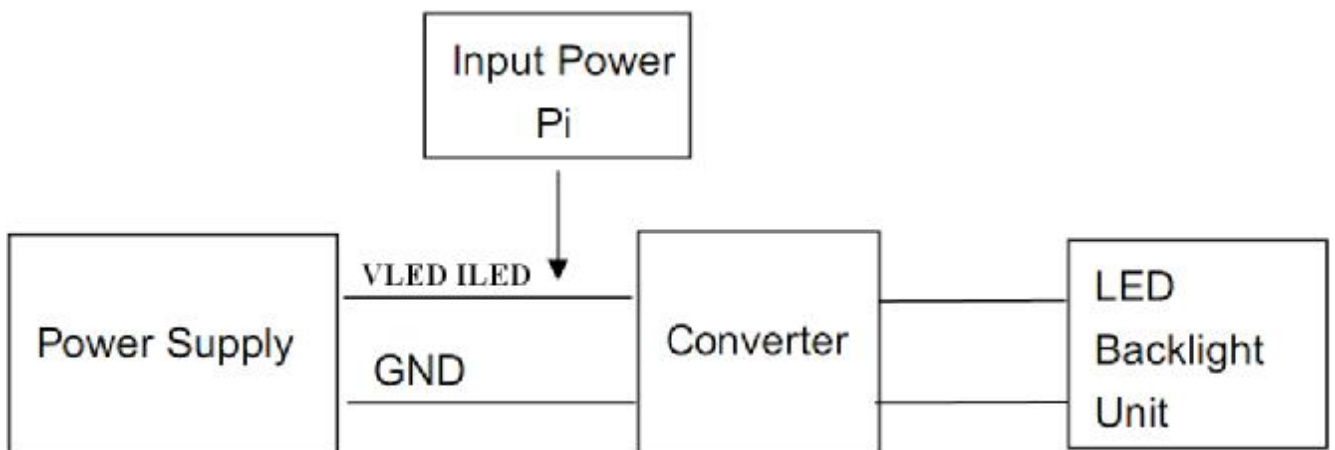 Input Power
Pi
VLED ILED
Power Supply
GND
Converter
LED
Backlight
Unit